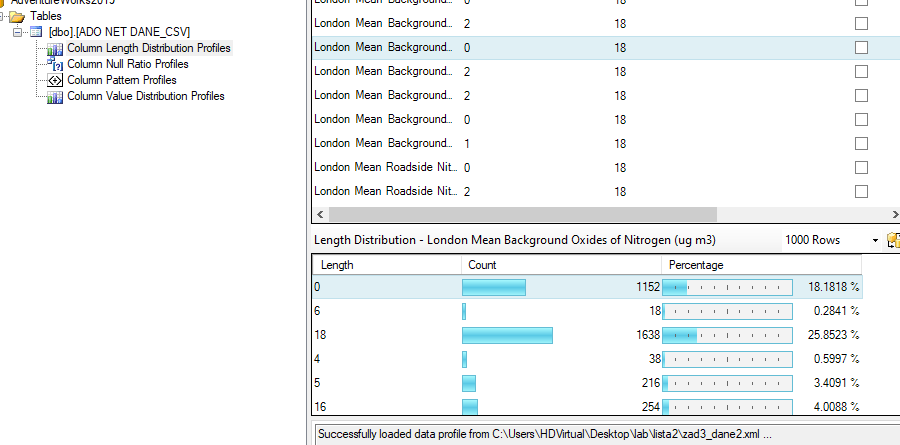 AdventureWorks2015
Tables
[dbo].[ADO NET DANE_CSV]
Column Length Distribution Profiles
Column Null Ratio Profiles
Column Pattern Profiles
Column Value Distribution Profiles
London Mean Background... 0 18
London Mean Background... 2 18
London Mean Background... 0 18
London Mean Background... 2 18
London Mean Background... 2 18
London Mean Background... 0 18
London Mean Background... 1 18
London Mean Roadside Nit... 0 18
London Mean Roadside Nit... 2 18
Length Distribution - London Mean Background Oxides of Nitrogen (ug m3) 1000 Rows
Length Count Percentage
0 1152 18.1818 %
6 18 0.2841 %
18 1638 25.8523 %
4 38 0.5997 %
5 216 3.4091 %
16 254 4.0088 %
Successfully loaded data profile from C:\Users\HDVirtual\Desktop\lab\lista2\zad3_dane2.xml ...